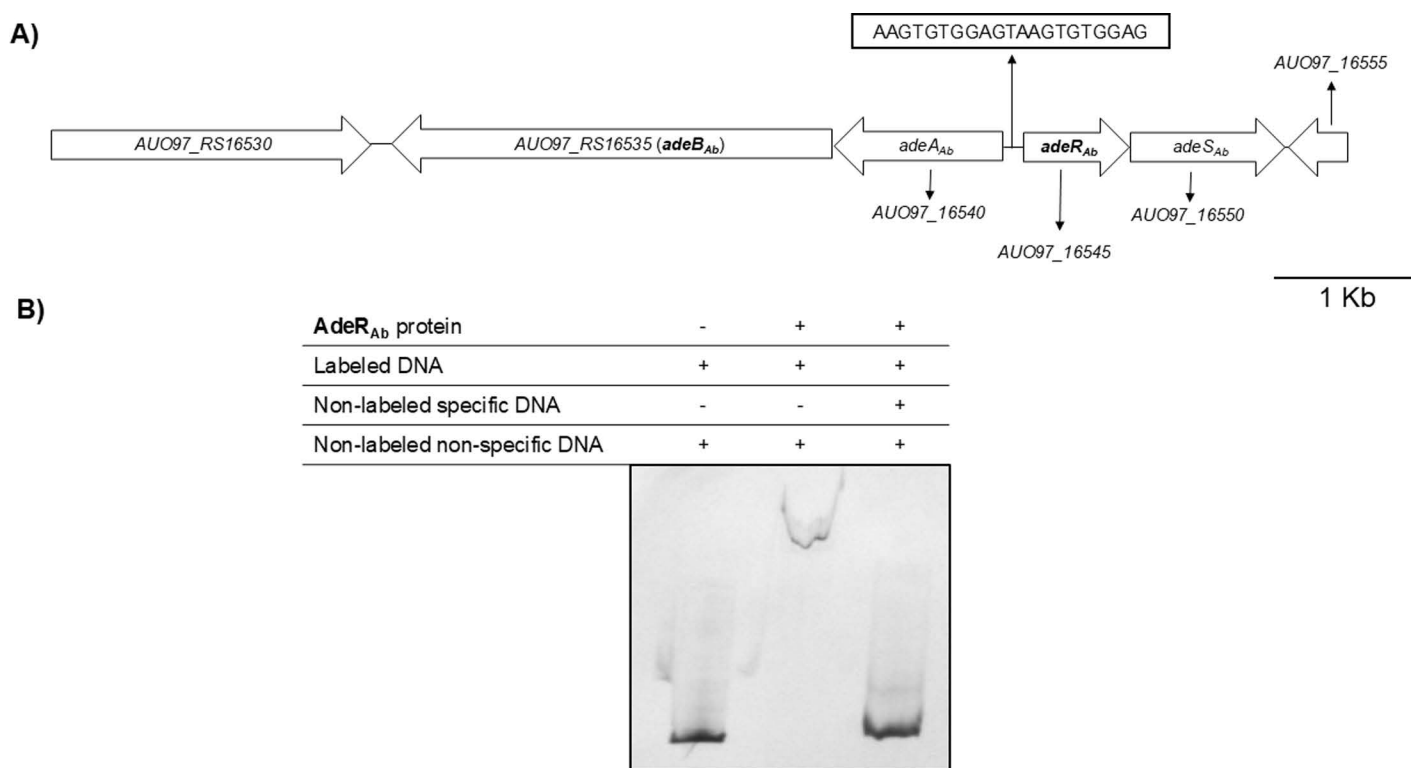 A)
AAGTGTGGAGTAAGTGTGGAG
AUO97_16555
AUO97_RS16530
AUO97_RS16535 (adeBAb)
adeAAb
adeRAb
adeSAb
AUO97_16540
AUO97_16550
AUO97_16545
1 Kb
B)
AdeRAb protein - + +
Labeled DNA + + +
Non-labeled specific DNA - - +
Non-labeled non-specific DNA + + +